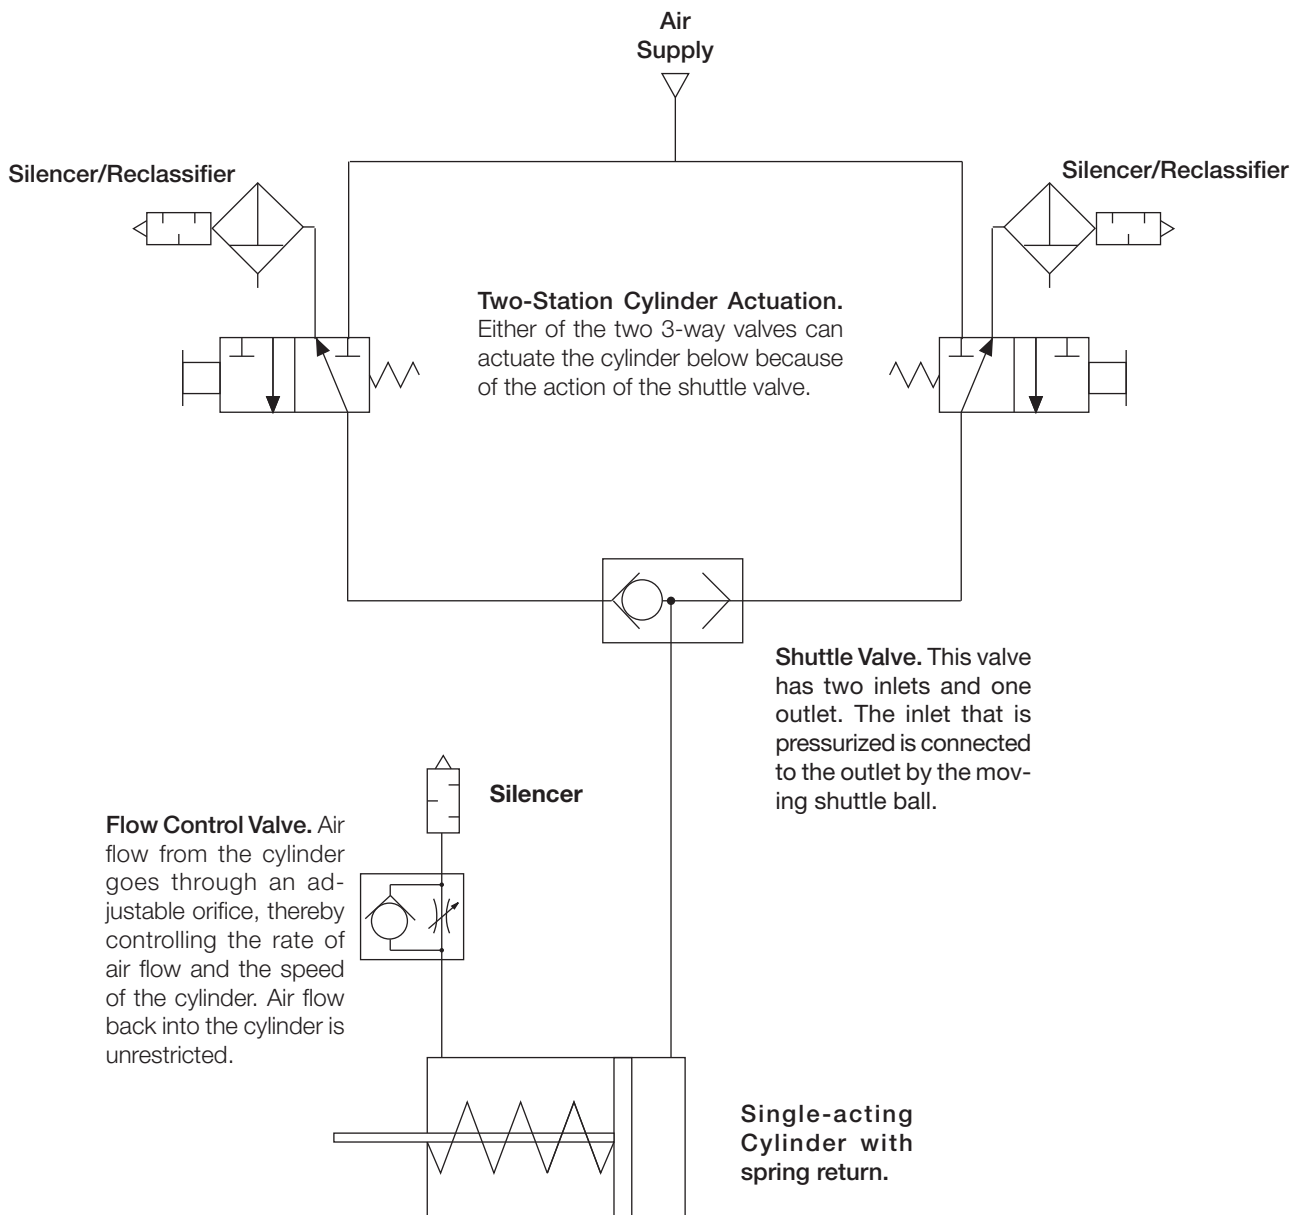 Air
Supply
Silencer/Reclassifier
Silencer/Reclassifier
Two-Station Cylinder Actuation.
Either of the two 3-way valves can
actuate the cylinder below because
of the action of the shuttle valve.
Shuttle Valve. This valve
has two inlets and one
outlet. The inlet that is
pressurized is connected
to the outlet by the mov-
ing shuttle ball.
Silencer
Flow Control Valve. Air
flow from the cylinder
goes through an ad-
justable orifice, thereby
controlling the rate of
air flow and the speed
of the cylinder. Air flow
back into the cylinder is
unrestricted.
Single-acting
Cylinder with
spring return.